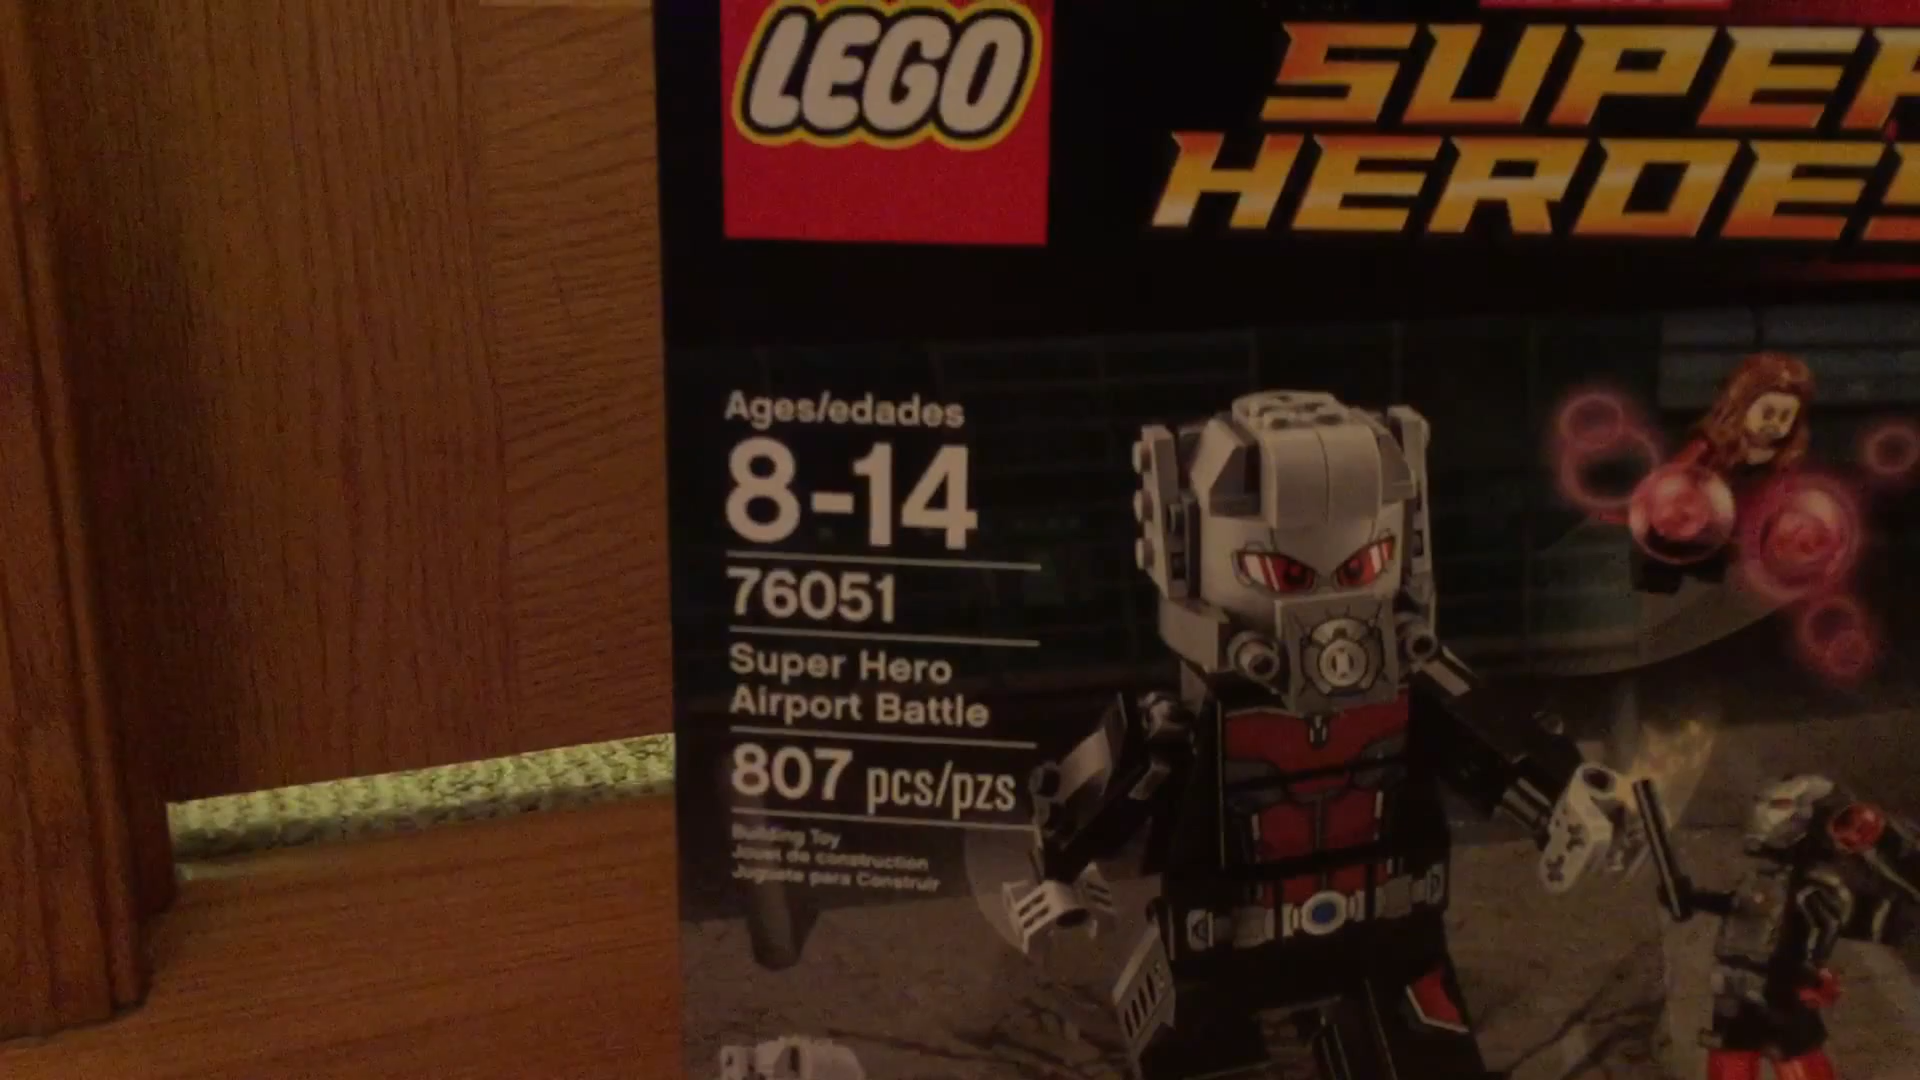 LEGO
SUPER
HEROES
Ages/edades
8-14
76051
Super Hero
Airport Battle
807 pcs/pzs
Building Toy
Jouet de construction
Juguete para Construir